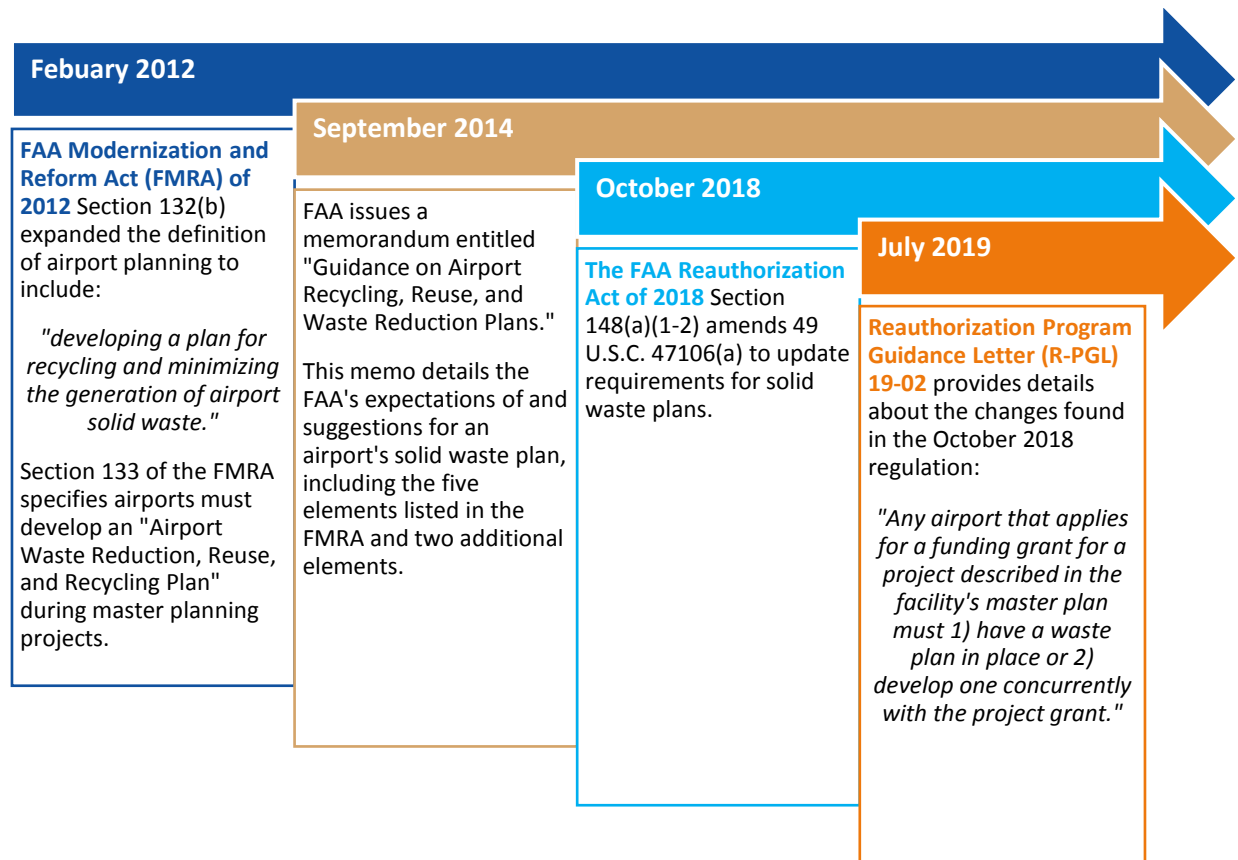 Febuary 2012
FAA Modernization and
Reform Act (FMRA) of
2012 Section 132(b)
expanded the definition
of airport planning to
include:
"developing a plan for
recycling and minimizing
the generation of airport
solid waste."
Section 133 of the FMRA
specifies airports must
develop an "Airport
Waste Reduction, Reuse,
and Recycling Plan"
during master planning
projects.
September 2014
FAA issues a
memorandum entitled
"Guidance on Airport
Recycling, Reuse, and
Waste Reduction Plans."
This memo details the
FAA's expectations of and
suggestions for an
airport's solid waste plan,
including the five
elements listed in the
FMRA and two additional
elements.
October 2018
The FAA Reauthorization
Act of 2018 Section
148(a)(1-2) amends 49
U.S.C. 47106(a) to update
requirements for solid
waste plans.
July 2019
Reauthorization Program
Guidance Letter (R-PGL)
19-02 provides details
about the changes found
in the October 2018
regulation:
"Any airport that applies
for a funding grant for a
project described in the
facility's master plan
must 1) have a waste
plan in place or 2)
develop one concurrently
with the project grant."